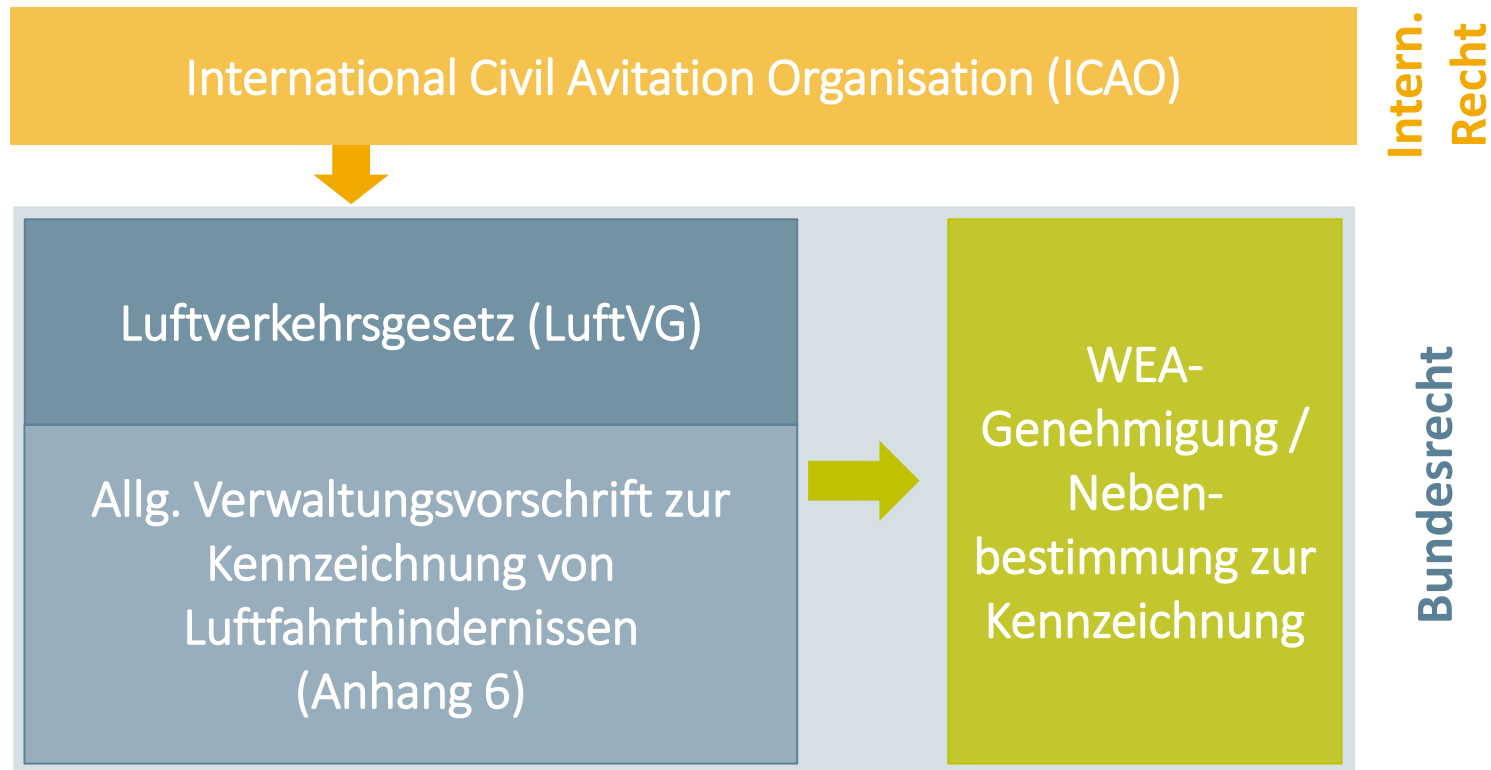 International Civil Avitation Organisation (ICAO)
Intern.
Recht
Luftverkehrsgesetz (LuftVG)
Allg. Verwaltungsvorschrift zur
Kennzeichnung von
Luftfahrthindernissen
(Anhang 6)
WEA-
Genehmigung /
Neben-
bestimmung zur
Kennzeichnung
Bundesrecht